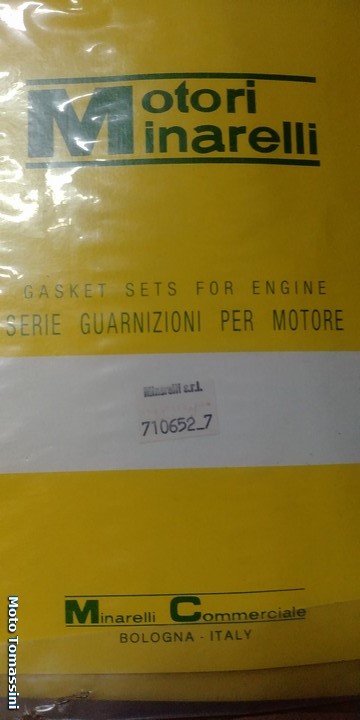 Motori
Minarelli
GASKET SETS FOR ENGINE
SERIE GUARNIZIONI PER MOTORE
Minarelli s.r.l.
710652_7
Minarelli Commerciale
BOLOGNA - ITALY
Moto Tomassini